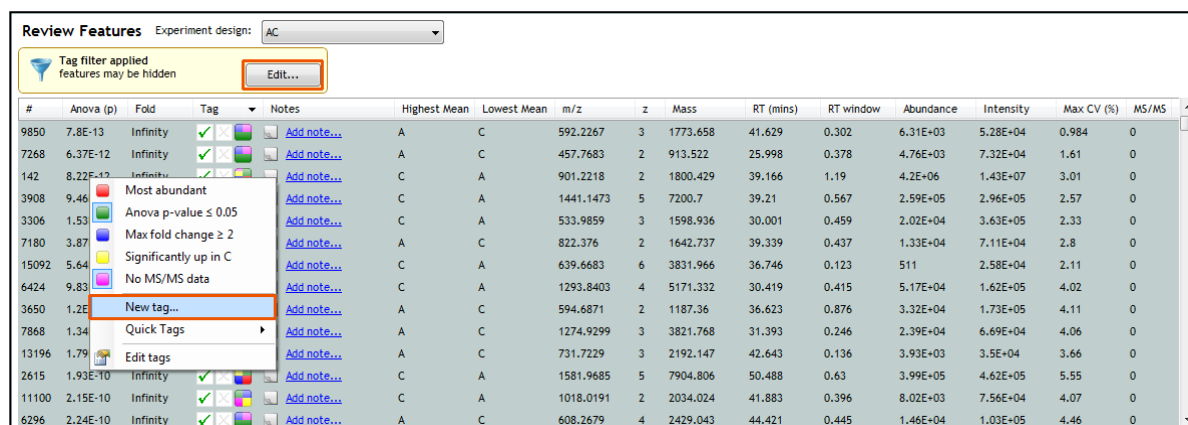 Review Features Experiment design: AC
Tag filter applied
features may be hidden
Edit...
# Anova (p) Fold Tag Notes Highest Mean Lowest Mean m/z z Mass RT (mins) RT window Abundance Intensity Max CV (%) MS/MS
9850 7.8E-13 Infinity Add note... A C 592.2267 3 1773.658 41.629 0.302 6.31E+03 5.28E+04 0.984 0
7268 6.37E-12 Infinity Add note... A C 457.7683 2 913.522 25.998 0.378 4.76E+03 7.32E+04 1.61 0
142 8.22E-12 Infinity Add note... C A 901.2218 2 1800.429 39.166 1.19 4.2E+06 1.43E+07 3.01 0
3908 9.46 Add note... C A 1441.1473 5 7200.7 39.21 0.567 2.59E+05 2.96E+05 2.57 0
3306 1.53 Add note... C A 533.9859 3 1598.936 30.001 0.459 2.02E+04 3.63E+05 2.33 0
7180 3.87 Add note... A C 822.376 2 1642.737 39.339 0.437 1.33E+04 7.11E+04 2.8 0
15092 5.64 Add note... C A 639.6683 6 3831.966 36.746 0.123 511 2.58E+04 2.11 0
6424 9.83 Add note... C A 1293.8403 4 5171.332 30.419 0.415 5.17E+04 1.62E+05 4.02 0
3650 1.2E Add note... C A 594.6871 2 1187.36 36.623 0.876 3.32E+04 1.73E+05 4.11 0
7868 1.34 Add note... C A 1274.9299 3 3821.768 31.393 0.246 2.39E+04 6.69E+04 4.06 0
13196 1.79 Add note... A C 731.7229 3 2192.147 42.643 0.136 3.93E+03 3.5E+04 3.66 0
2615 1.93E-10 Infinity Add note... C A 1581.9685 5 7904.806 50.488 0.63 3.99E+05 4.62E+05 5.55 0
11100 2.15E-10 Infinity Add note... C A 1018.0191 2 2034.024 41.883 0.396 8.02E+03 7.56E+04 4.07 0
6296 2.24E-10 Infinity Add note... A C 608.2679 4 2429.043 44.421 0.445 1.46E+04 1.03E+05 4.46 0
Most abundant
Anova p-value ≤ 0.05
Max fold change ≥ 2
Significantly up in C
No MS/MS data
New tag...
Quick Tags
Edit tags